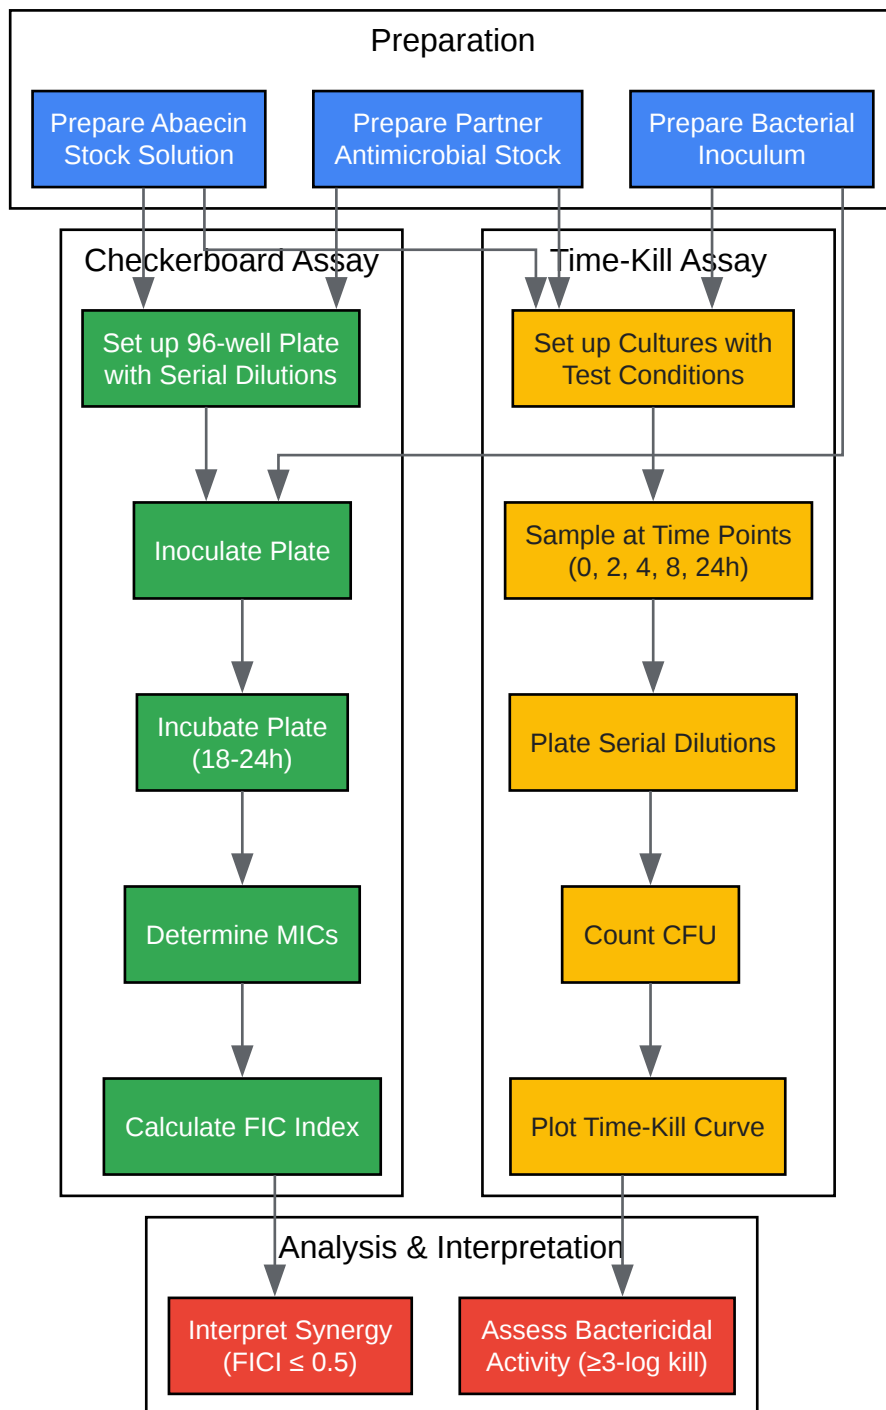 Preparation
Prepare Abaecin
Stock Solution
Prepare Partner
Antimicrobial Stock
Prepare Bacterial
Inoculum
Checkerboard Assay
Set up 96-well Plate
with Serial Dilutions
Inoculate Plate
Incubate Plate
(18-24h)
Determine MICs
Calculate FIC Index
Time-Kill Assay
Set up Cultures with
Test Conditions
Sample at Time Points
(0, 2, 4, 8, 24h)
Plate Serial Dilutions
Count CFU
Plot Time-Kill Curve
Analysis & Interpretation
Interpret Synergy
(FICI ≤ 0.5)
Assess Bactericidal
Activity (≥3-log kill)